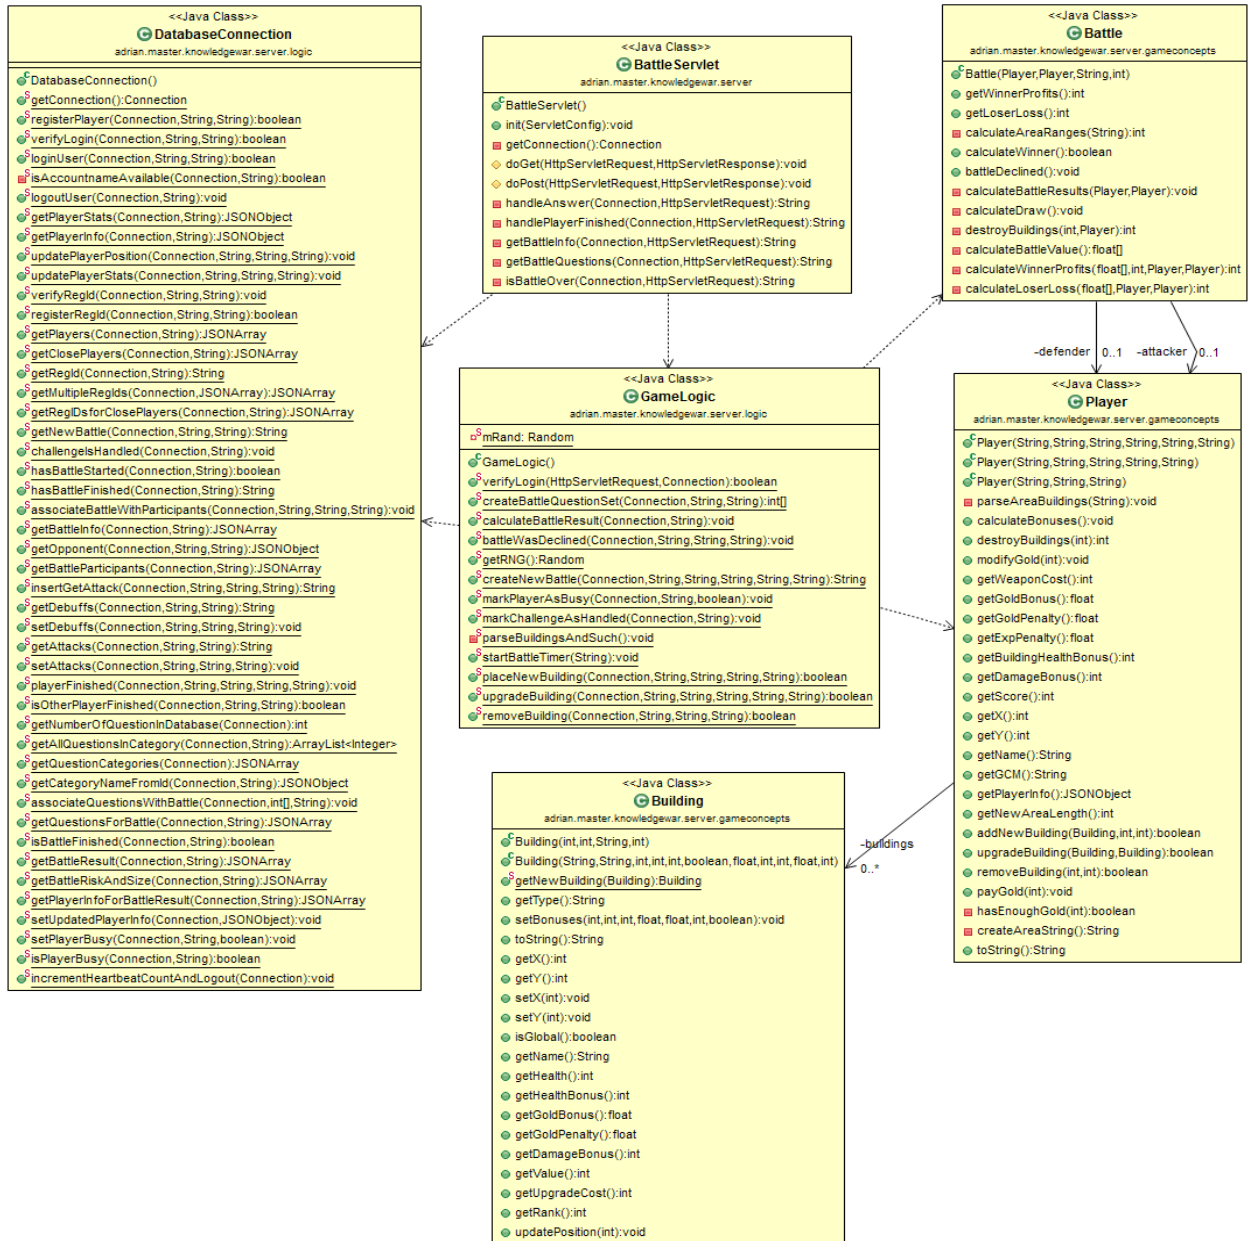 <<Java Class>>
DatabaseConnection
adrian.master.knowledgewar.server.logic
DatabaseConnection()
getConnection():Connection
registerPlayer(Connection,String,String):boolean
verifyLogin(Connection,String,String):boolean
loginUser(Connection,String,String):boolean
isAccountnameAvailable(Connection,String):boolean
logoutUser(Connection,String):void
getPlayerStats(Connection,String):JSONObject
getPlayerInfo(Connection,String):JSONObject
updatePlayerPosition(Connection,String,String,String):void
updatePlayerStats(Connection,String,String,String):void
verifyRegId(Connection,String,String):void
registerRegId(Connection,String,String):boolean
getPlayers(Connection,String):JSONArray
getClosePlayers(Connection,String):JSONArray
getRegId(Connection,String):String
getMultipleRegIds(Connection,JSONArray):JSONArray
getRegIDsforClosePlayers(Connection,String):JSONArray
getNewBattle(Connection,String,String):String
challengeIsHandled(Connection,String):void
hasBattleStarted(Connection,String):boolean
hasBattleFinished(Connection,String):String
associateBattleWithParticipants(Connection,String,String,String):void
getBattleInfo(Connection,String):JSONArray
getOpponent(Connection,String,String):JSONObject
getBattleParticipants(Connection,String):JSONArray
insertGetAttack(Connection,String,String,String):String
getDebuffs(Connection,String,String):String
setDebuffs(Connection,String,String,String):void
getAttacks(Connection,String,String):String
setAttacks(Connection,String,String,String):void
playerFinished(Connection,String,String,String,String):void
isOtherPlayerFinished(Connection,String,String):boolean
getNumberOfQuestionInDatabase(Connection):int
getAllQuestionsInCategory(Connection,String):ArrayList<Integer>
getQuestionCategories(Connection):JSONArray
getCategoryNameFromId(Connection,String):JSONObject
associateQuestionsWithBattle(Connection,int[],String):void
getQuestionsForBattle(Connection,String):JSONArray
isBattleFinished(Connection,String):boolean
getBattleResult(Connection,String):JSONArray
getBattleRiskAndSize(Connection,String):JSONArray
getPlayerInfoForBattleResult(Connection,String):JSONArray
setUpdatedPlayerInfo(Connection,JSONObject):void
setPlayerBusy(Connection,String,boolean):void
isPlayerBusy(Connection,String):boolean
incrementHeartbeatCountAndLogout(Connection):void
<<Java Class>>
BattleServlet
adrian.master.knowledgewar.server
BattleServlet()
init(ServletConfig):void
getConnection():Connection
doGet(HttpServletRequest,HttpServletResponse):void
doPost(HttpServletRequest,HttpServletResponse):void
handleAnswer(Connection,HttpServletRequest):String
handlePlayerFinished(Connection,HttpServletRequest):String
getBattleInfo(Connection,HttpServletRequest):String
getBattleQuestions(Connection,HttpServletRequest):String
isBattleOver(Connection,HttpServletRequest):String
<<Java Class>>
Battle
adrian.master.knowledgewar.server.gameconcepts
Battle(Player,Player,String,int)
getWinnerProfits():int
getLoserLoss():int
calculateAreaRanges(String):int
calculateWinner():boolean
battleDeclined():void
calculateBattleResults(Player,Player):void
calculateDraw():void
destroyBuildings(int,Player):int
calculateBattleValue():float[]
calculateWinnerProfits(float[],int,Player,Player):int
calculateLoserLoss(float[],Player,Player):int
-defender 0..1 -attacker 0..1
<<Java Class>>
GameLogic
adrian.master.knowledgewar.server.logic
mRand: Random
GameLogic()
verifyLogin(HttpServletRequest,Connection):boolean
createBattleQuestionSet(Connection,String,String):int[]
calculateBattleResult(Connection,String):void
battleWasDeclined(Connection,String,String,String):void
getRNG():Random
createNewBattle(Connection,String,String,String,String,String):String
markPlayerAsBusy(Connection,String,boolean):void
markChallengeAsHandled(Connection,String):void
parseBuildingsAndSuch():void
startBattleTimer(String):void
placeNewBuilding(Connection,String,String,String,String):boolean
upgradeBuilding(Connection,String,String,String,String,String):boolean
removeBuilding(Connection,String,String,String):boolean
<<Java Class>>
Player
adrian.master.knowledgewar.server.gameconcepts
Player(String,String,String,String,String,String)
Player(String,String,String,String,String)
Player(String,String,String)
parseAreaBuildings(String):void
calculateBonuses():void
destroyBuildings(int):int
modifyGold(int):void
getWeaponCost():int
getGoldBonus():float
getGoldPenalty():float
getExpPenalty():float
getBuildingHealthBonus():int
getDamageBonus():int
getScore():int
getX():int
getY():int
getName():String
getGCM():String
getPlayerInfo():JSONObject
getNewAreaLength():int
addNewBuilding(Building,int,int):boolean
upgradeBuilding(Building,Building):boolean
removeBuilding(int,int):boolean
payGold(int):void
hasEnoughGold(int):boolean
createAreaString():String
toString():String
-buildings
0..*
<<Java Class>>
Building
adrian.master.knowledgewar.server.gameconcepts
Building(int,int,String,int)
Building(String,String,int,int,int,boolean,float,int,int,float,int)
getNewBuilding(Building):Building
getType():String
setBonuses(int,int,int,float,float,int,boolean):void
toString():String
getX():int
getY():int
setX(int):void
setY(int):void
isGlobal():boolean
getName():String
getHealth():int
getHealthBonus():int
getGoldBonus():float
getGoldPenalty():float
getDamageBonus():int
getValue():int
getUpgradeCost():int
getRank():int
updatePosition(int):void